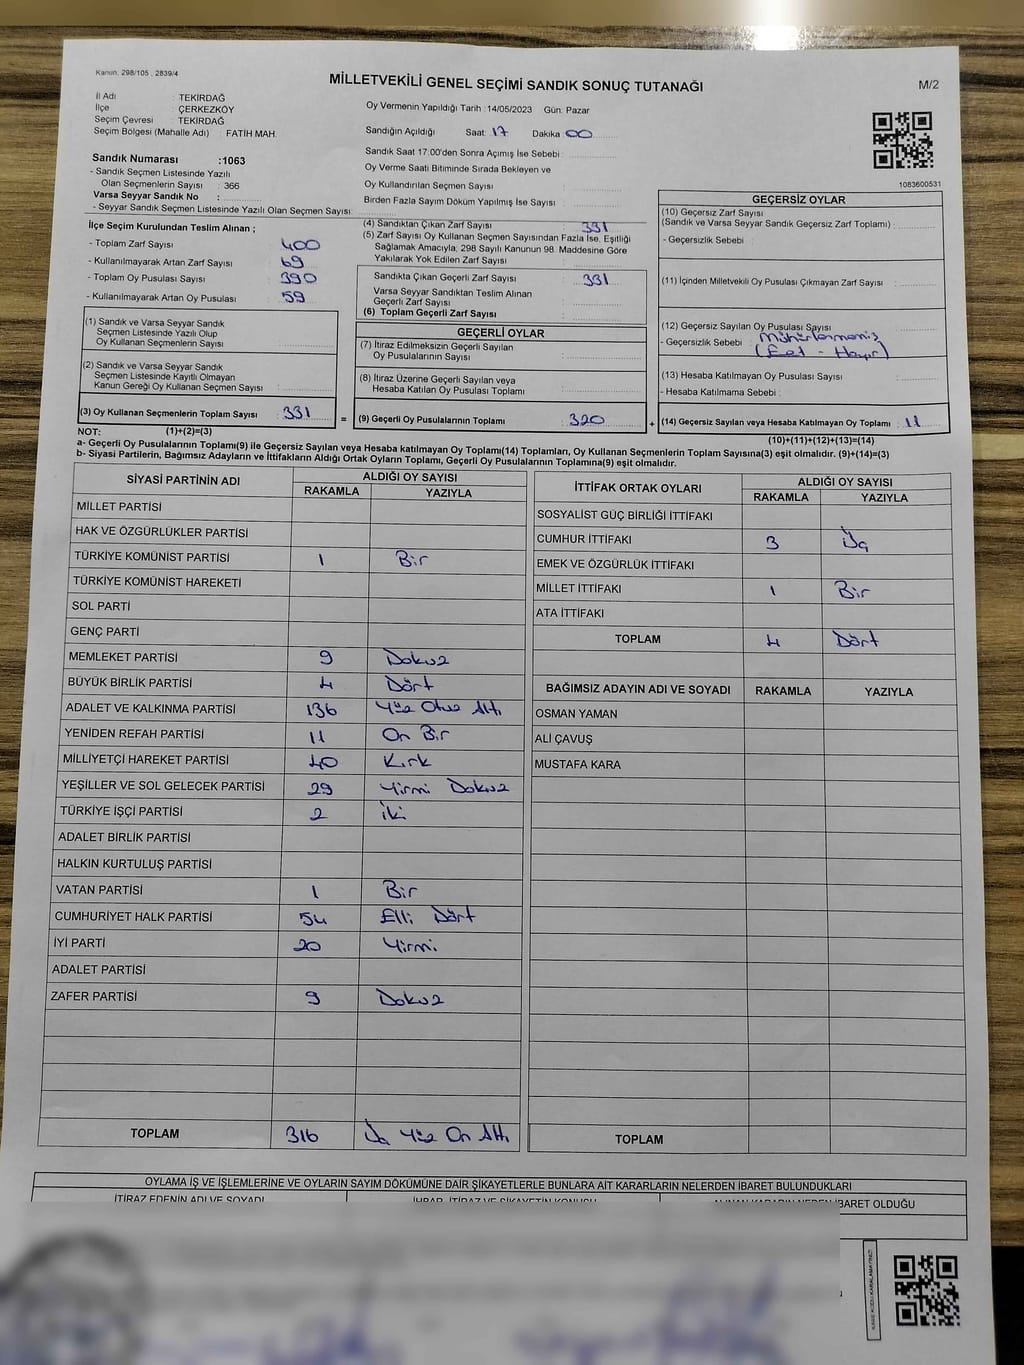 Kanun, 298/105 , 2839/4
MİLLETVEKİLİ GENEL SEÇİMİ SANDIK SONUÇ TUTANAĞI
M/2
İl Adı : TEKİRDAĞ
İlçe : ÇERKEZKÖY
Seçim Çevresi : TEKİRDAĞ
Seçim Bölgesi (Mahalle Adı) : FATİH MAH.
Sandık Numarası :1063
- Sandık Seçmen Listesinde Yazılı
Olan Seçmenlerin Sayısı : 366
Varsa Seyyar Sandık No :
- Seyyar Sandık Seçmen Listesinde Yazılı Olan Seçmen Sayısı:
Oy Vermenin Yapıldığı Tarih :14/05/2023 Gün: Pazar
Sandığın Açıldığı Saat: 17 Dakika: 00
Sandık Saat 17:00'den Sonra Açımış İse Sebebi :
Oy Verme Saati Bitiminde Sırada Bekleyen ve
Oy Kullandırılan Seçmen Sayısı :
Birden Fazla Sayım Döküm Yapılmış İse Sayısı :
1083600531
İlçe Seçim Kurulundan Teslim Alınan ;
- Toplam Zarf Sayısı : 400
- Kullanılmayarak Artan Zarf Sayısı : 69
- Toplam Oy Pusulası Sayısı : 390
- Kullanılmayarak Artan Oy Pusulası : 59
(4) Sandıktan Çıkan Zarf Sayısı : 331
(5) Zarf Sayısı Oy Kullanan Seçmen Sayısından Fazla İse, Eşitliği
Sağlamak Amacıyla; 298 Sayılı Kanunun 98. Maddesine Göre
Yakılarak Yok Edilen Zarf Sayısı :
Sandıkta Çıkan Geçerli Zarf Sayısı : 331
Varsa Seyyar Sandıktan Teslim Alınan
Geçerli Zarf Sayısı :
(6) Toplam Geçerli Zarf Sayısı :
GEÇERSİZ OYLAR
(10) Geçersiz Zarf Sayısı
(Sandık ve Varsa Seyyar Sandık Geçersiz Zarf Toplamı) :
- Geçersizlik Sebebi :
(11) İçinden Milletvekili Oy Pusulası Çıkmayan Zarf Sayısı :
(12) Geçersiz Sayılan Oy Pusulası Sayısı :
- Geçersizlik Sebebi : Mühürlenmemiş
(Evet - Hayır)
(13) Hesaba Katılmayan Oy Pusulası Sayısı :
- Hesaba Katılmama Sebebi :
(14) Geçersiz Sayılan veya Hesaba Katılmayan Oy Toplamı : 11
(1) Sandık ve Varsa Seyyar Sandık
Seçmen Listesinde Yazılı Olup
Oy Kullanan Seçmenlerin Sayısı :
(2) Sandık ve Varsa Seyyar Sandık
Seçmen Listesinde Kayıtlı Olmayan
Kanun Gereği Oy Kullanan Seçmen Sayısı :
(3) Oy Kullanan Seçmenlerin Toplam Sayısı : 331 =
GEÇERLİ OYLAR
(7) İtiraz Edilmeksizin Geçerli Sayılan
Oy Pusulalarının Sayısı :
(8) İtiraz Üzerine Geçerli Sayılan veya
Hesaba Katılan Oy Pusulası Toplamı :
(9) Geçerli Oy Pusulalarının Toplamı : 320 +
NOT: (1)+(2)=(3)
(10)+(11)+(12)+(13)=(14)
a- Geçerli Oy Pusulalarının Toplamı(9) ile Geçersiz Sayılan veya Hesaba katılmayan Oy Toplamı(14) Toplamları, Oy Kullanan Seçmenlerin Toplam Sayısına(3) eşit olmalıdır. (9)+(14)=(3)
b- Siyasi Partilerin, Bağımsız Adayların ve İttifakların Aldığı Ortak Oyların Toplamı, Geçerli Oy Pusulalarının Toplamına(9) eşit olmalıdır.
SİYASİ PARTİNİN ADI ALDIĞI OY SAYISI
RAKAMLA YAZIYLA
MİLLET PARTİSİ
HAK VE ÖZGÜRLÜKLER PARTİSİ
TÜRKİYE KOMÜNİST PARTİSİ 1 Bir
TÜRKİYE KOMÜNİST HAREKETİ
SOL PARTİ
GENÇ PARTİ
MEMLEKET PARTİSİ 9 Dokuz
BÜYÜK BİRLİK PARTİSİ 4 Dört
ADALET VE KALKINMA PARTİSİ 136 Yüz Otuz Altı
YENİDEN REFAH PARTİSİ 11 On Bir
MİLLİYETÇİ HAREKET PARTİSİ 40 Kırk
YEŞİLLER VE SOL GELECEK PARTİSİ 29 Yirmi Dokuz
TÜRKİYE İŞÇİ PARTİSİ 2 İki
ADALET BİRLİK PARTİSİ
HALKIN KURTULUŞ PARTİSİ
VATAN PARTİSİ 1 Bir
CUMHURİYET HALK PARTİSİ 54 Elli Dört
İYİ PARTİ 20 Yirmi
ADALET PARTİSİ
ZAFER PARTİSİ 9 Dokuz
TOPLAM 316 Üç Yüz On Altı
İTTİFAK ORTAK OYLARI ALDIĞI OY SAYISI
RAKAMLA YAZIYLA
SOSYALİST GÜÇ BİRLİĞİ İTTİFAKI
CUMHUR İTTİFAKI 3 Üç
EMEK VE ÖZGÜRLÜK İTTİFAKI
MİLLET İTTİFAKI 1 Bir
ATA İTTİFAKI
TOPLAM 4 Dört
BAĞIMSIZ ADAYIN ADI VE SOYADI RAKAMLA YAZIYLA
OSMAN YAMAN
ALİ ÇAVUŞ
MUSTAFA KARA
TOPLAM
OYLAMA İŞ VE İŞLEMLERİNE VE OYLARIN SAYIM DÖKÜMÜNE DAİR ŞİKAYETLERLE BUNLARA AİT KARARLARIN NELERDEN İBARET BULUNDUKLARI
İTİRAZ EDENİN ADI VE SOYADI İHBAR, İTİRAZ VE ŞİKAYETİN KONUSU ALINAN KARARIN NEDEN İBARET OLDUĞU